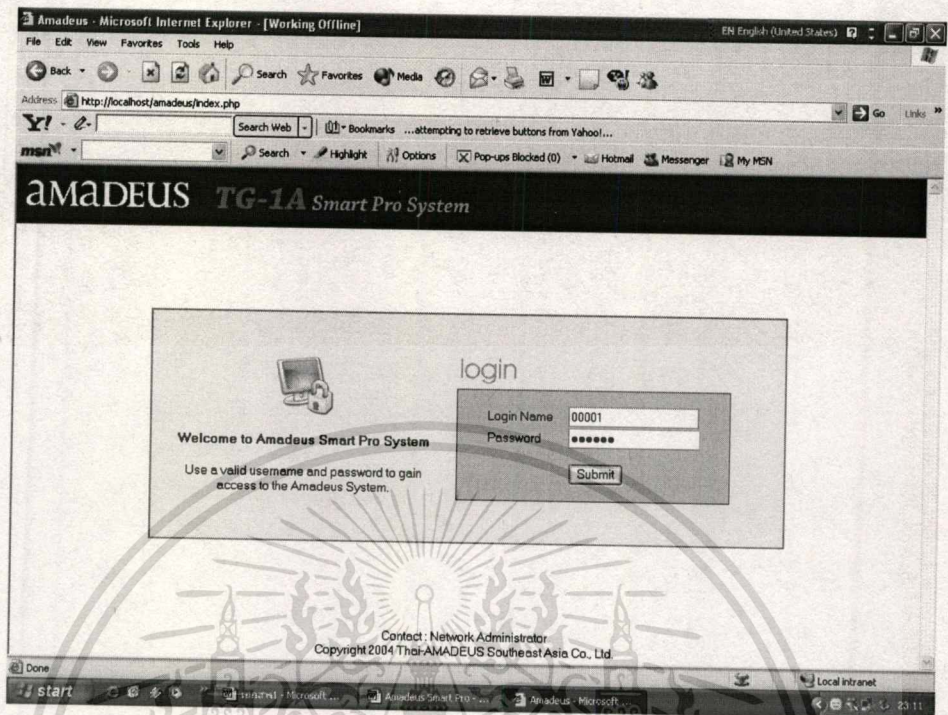 Amadeus - Microsoft Internet Explorer - [Working Offline]
EN English (United States)
File Edit View Favorites Tools Help
Back Search Favorites Media
Address http://localhost/amadeus/index.php Go Links »
Y! Search Web Bookmarks ...attempting to retrieve buttons from Yahoo!...
msn Search Highlight Options Pop-ups Blocked (0) Hotmail Messenger My MSN
aMaDEUS TG-1A Smart Pro System
login
Login Name 00001
Password ••••••
Submit
Welcome to Amadeus Smart Pro System
Use a valid username and password to gain
access to the Amadeus System.
Contact : Network Administrator
Copyright 2004 Thai-AMADEUS Southeast Asia Co., Ltd.
Done Local intranet
start - Microsoft ... Amadeus Smart Pro - ... Amadeus - Microsoft ... 23:11